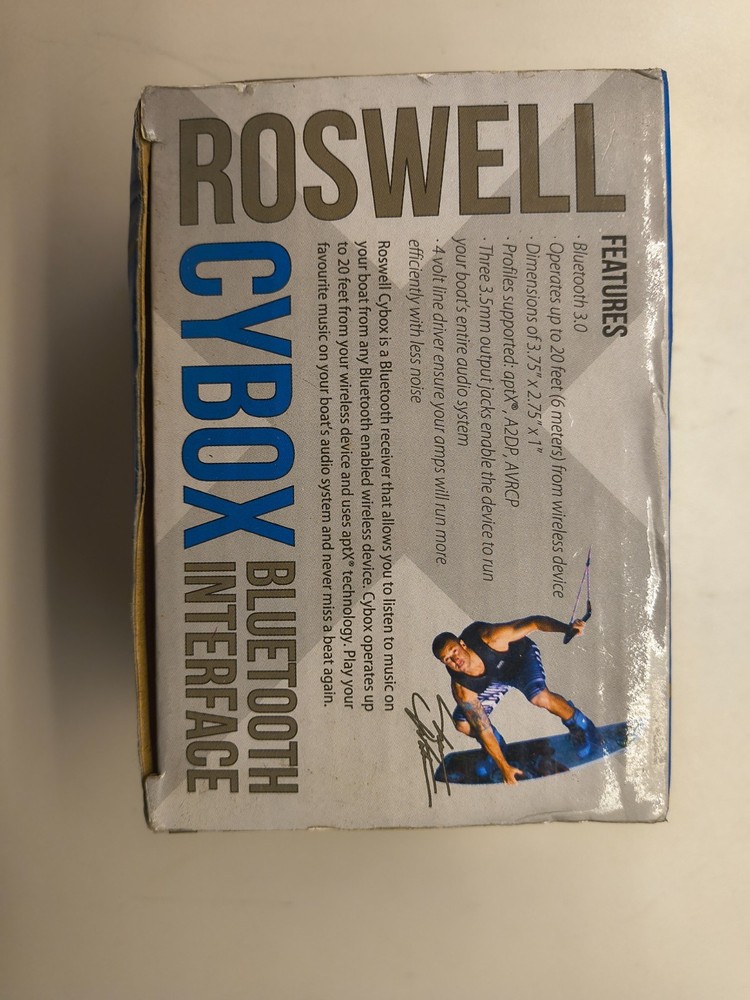 ROSWELL
FEATURES
· Bluetooth 3.0
· Operates up to 20 feet (6 meters) from wireless device
· Dimensions of 3.75" x 2.75" x 1"
· Profiles supported: aptX®, A2DP, AVRCP
· Three 3.5mm output jacks enable the device to run
your boat's entire audio system
· 4 volt line driver ensure your amps will run more
efficiently with less noise
Roswell Cybox is a Bluetooth receiver that allows you to listen to music on
your boat from any Bluetooth enabled wireless device. Cybox operates up
to 20 feet from your wireless device and uses aptX® technology. Play your
favourite music on your boat's audio system and never miss a beat again.
CYBOX
BLUETOOTH
INTERFACE